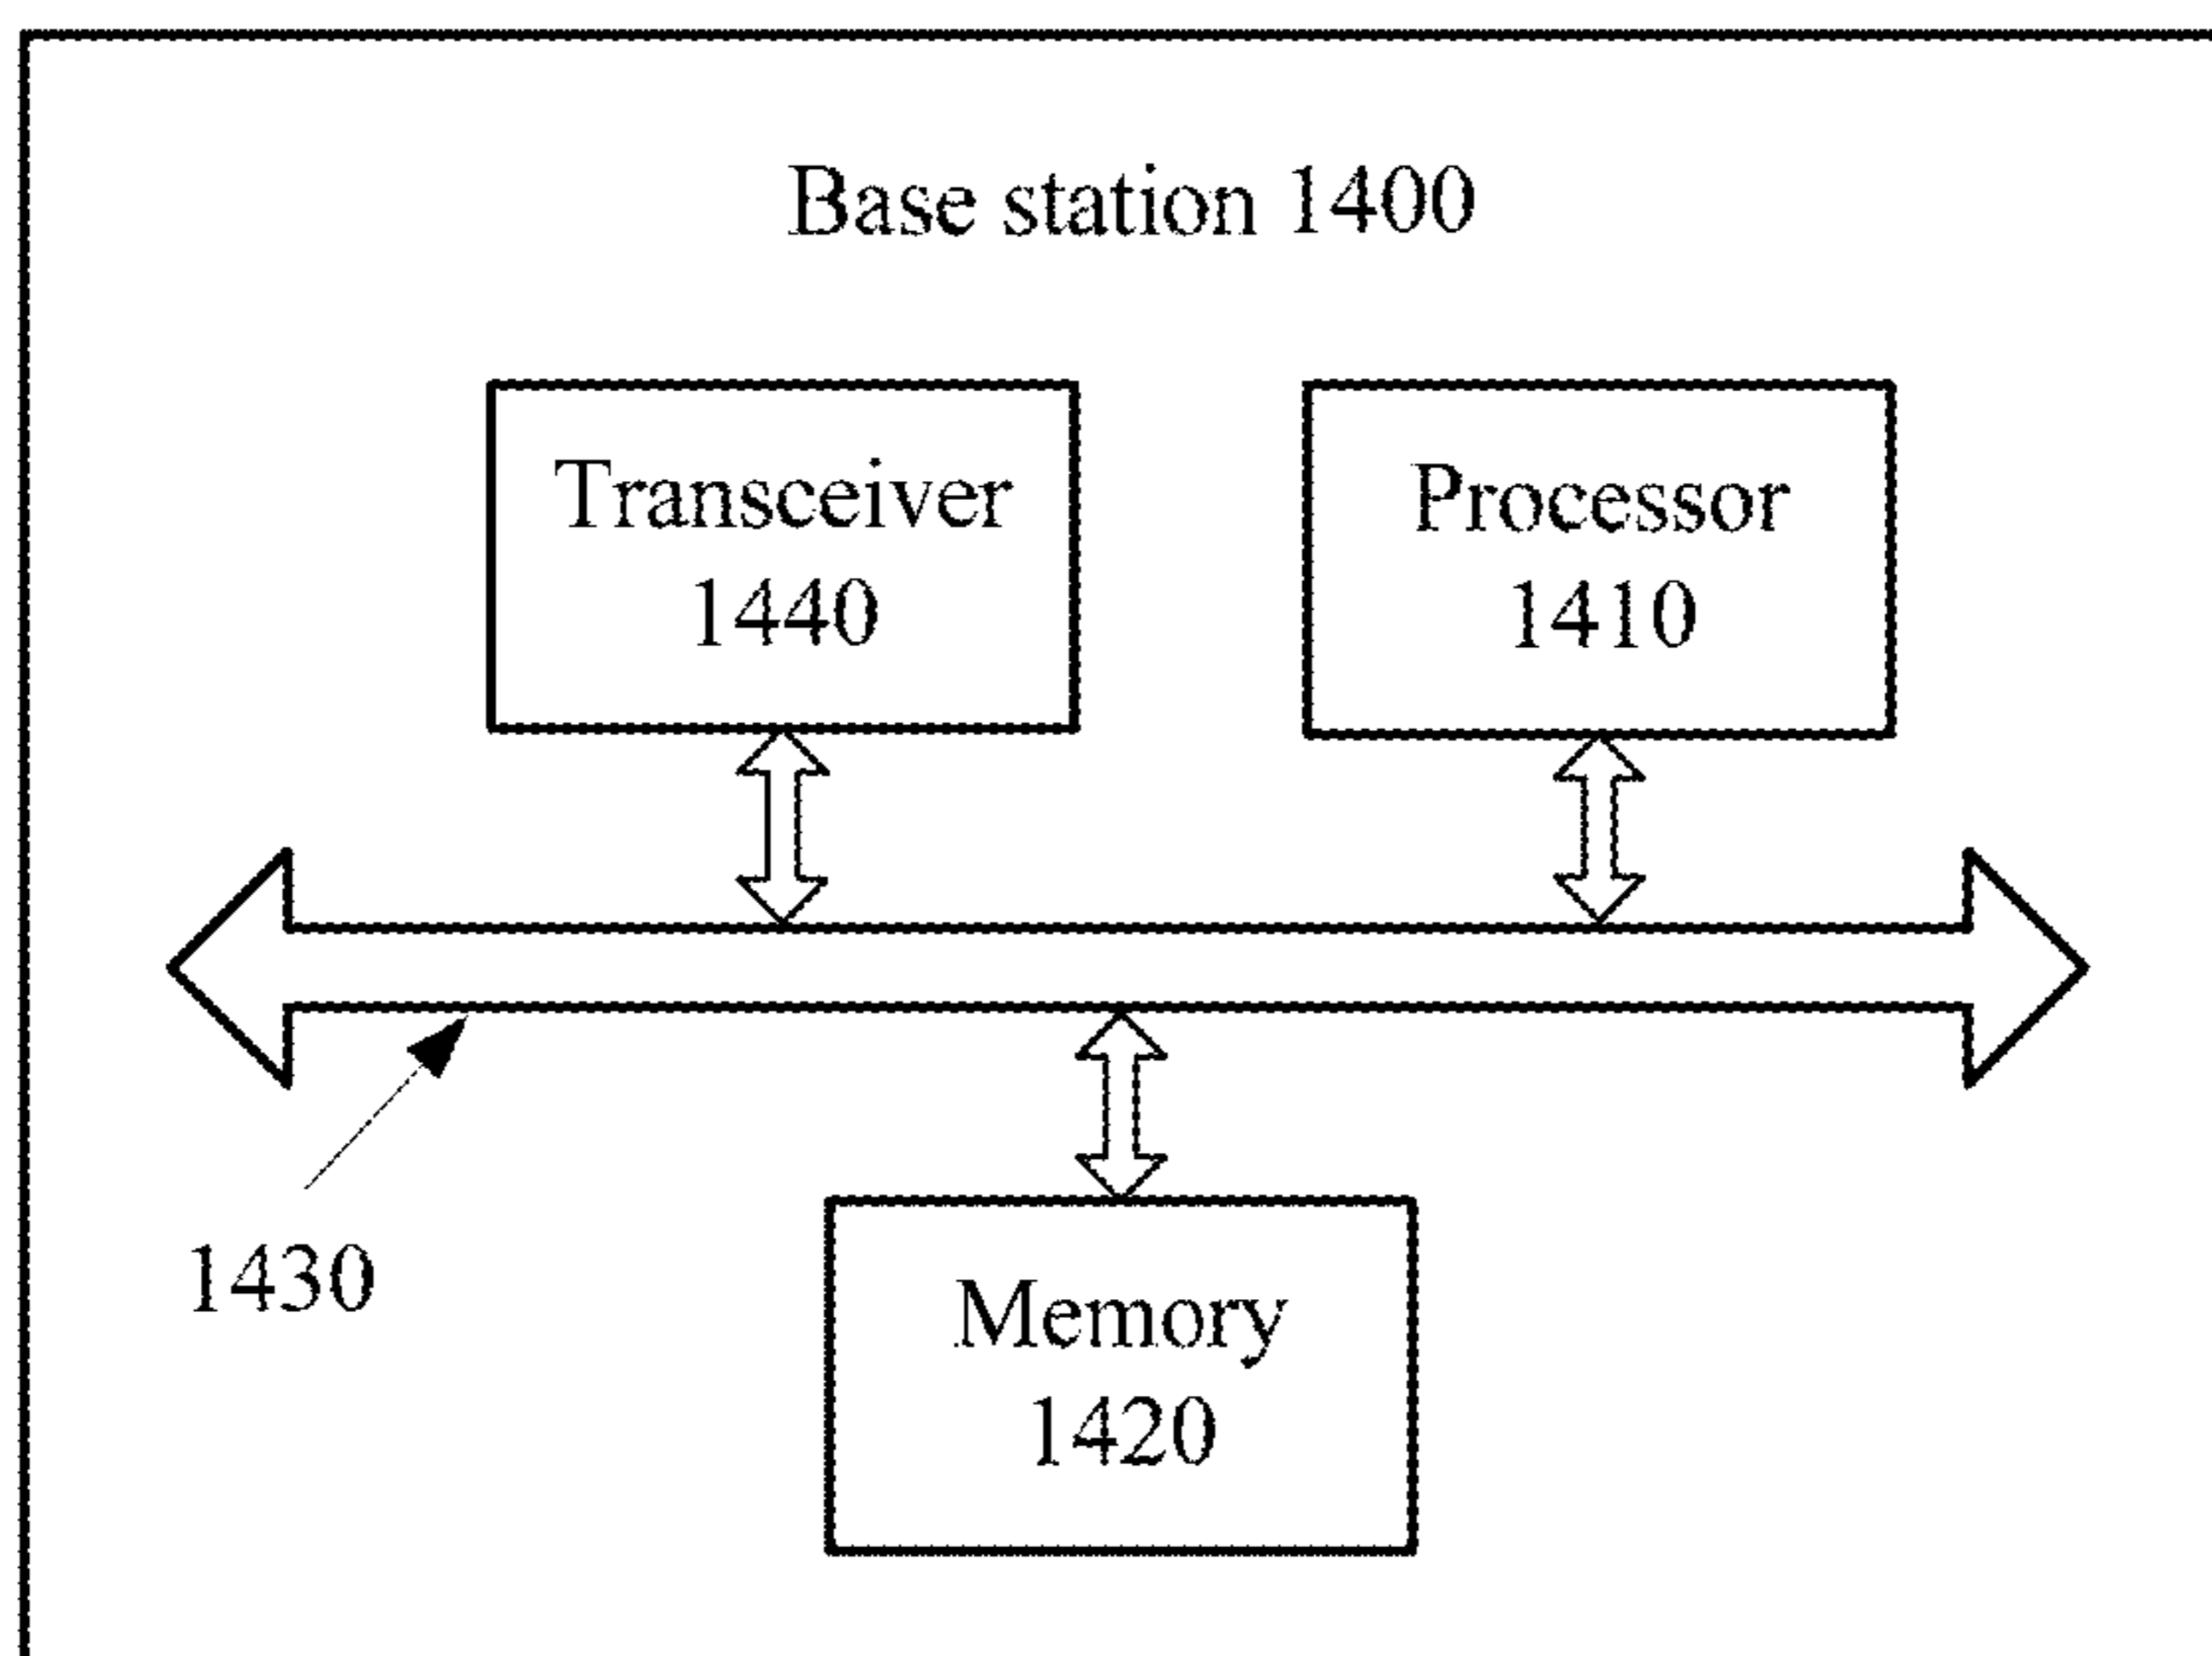 Base station 1400
Transceiver
1440
Processor
1410
1430
Memory
1420